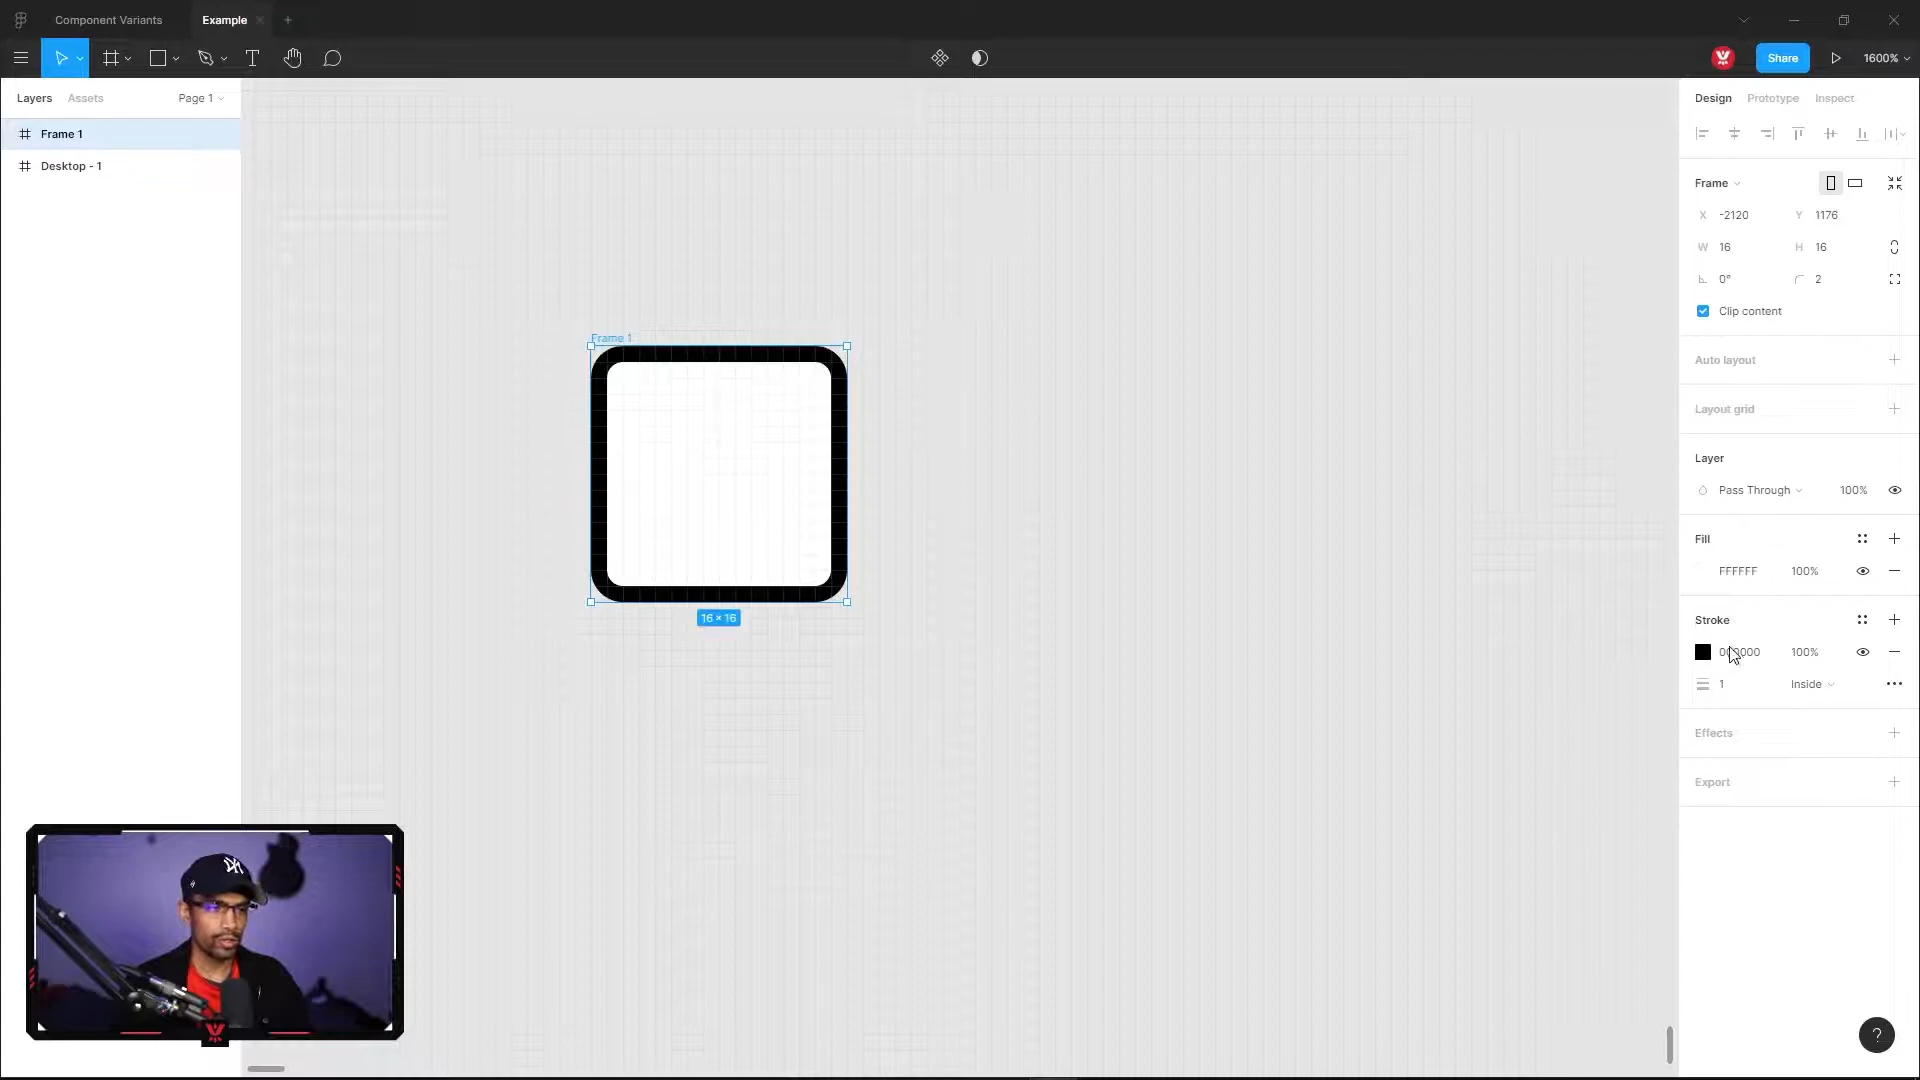 Component Variants
Example
Share
1600%
Layers
Assets
Page 1
Frame 1
Desktop - 1
Frame 1
16 × 16
Design
Prototype
Inspect
Frame
X -2120
Y 1176
W 16
H 16
0°
2
Clip content
Auto layout
Layout grid
Layer
Pass Through
100%
Fill
FFFFFF
100%
Stroke
100%
1
Inside
Effects
Export
?